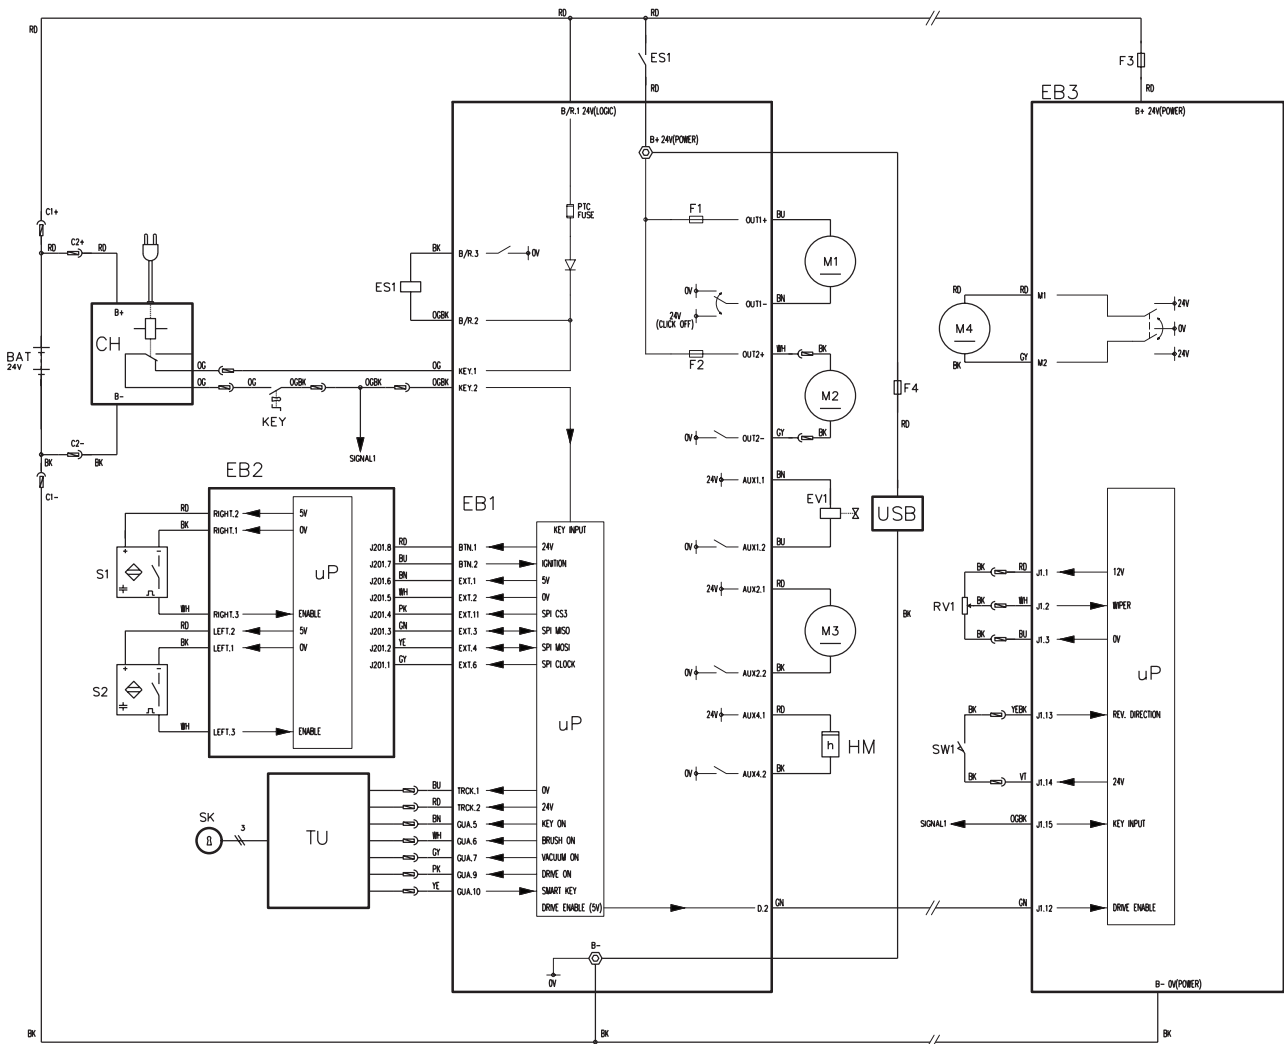 RD
RD
RD
RD
ES1
F3
RD
RD
EB3
B/R.1 24V(LOGIC)
B+ 24V(POWER)
B+ 24V(POWER)
C1+
C2+
RD
RD
PTC
FUSE
F1
OUT1+
BU
M1
BK
B/R.3
0V
ES1
OGBK
B/R.2
0V
24V
(CLICK OFF)
OUT1-
BN
B+
CH
BAT
24V
B-
OG
OG
KEY.1
OG
OG
OGBK
OGBK
OGBK
KEY.2
KEY
SIGNAL1
F2
OUT2+
WH
BK
M2
F4
RD
0V
OUT2-
GY
BK
RD
RD
M1
M4
BK
GY
M2
24V
0V
24V
C2-
BK
BK
C1-
EB2
EB1
24V
AUX1.1
BN
EV1
0V
AUX1.2
BU
USB
RD
RIGHT.2
5V
BK
RIGHT.1
0V
S1
+
-
WH
RIGHT.3
ENABLE
RD
LEFT.2
5V
BK
LEFT.1
0V
S2
+
-
WH
LEFT.3
ENABLE
uP
J201.8
RD
BTN.1
J201.7
BU
BTN.2
J201.6
BN
EXT.1
J201.5
WH
EXT.2
J201.4
PK
EXT.11
J201.3
GN
EXT.3
J201.2
YE
EXT.4
J201.1
GY
EXT.6
KEY INPUT
24V
IGNITION
5V
0V
SPI CS3
SPI MISO
SPI MOSI
SPI CLOCK
uP
24V
AUX2.1
RD
M3
0V
AUX2.2
BK
BK
24V
AUX4.1
RD
h
HM
0V
AUX4.2
BK
BK
RD
J1.1
12V
RV1
BK
WH
J1.2
WIPER
BK
BU
J1.3
0V
uP
BK
YEBK
J1.13
REV. DIRECTION
SW1
BK
VT
J1.14
24V
SIGNAL1
OGBK
J1.15
KEY INPUT
SK
3
TU
BU
TRCK.1
0V
RD
TRCK.2
24V
BN
GUA.5
KEY ON
WH
GUA.6
BRUSH ON
GY
GUA.7
VACUUM ON
PK
GUA.9
DRIVE ON
YE
GUA.10
SMART KEY
DRIVE ENABLE (5V)
D.2
GN
GN
J1.12
DRIVE ENABLE
B-
0V
B- 0V(POWER)
BK
BK
BK